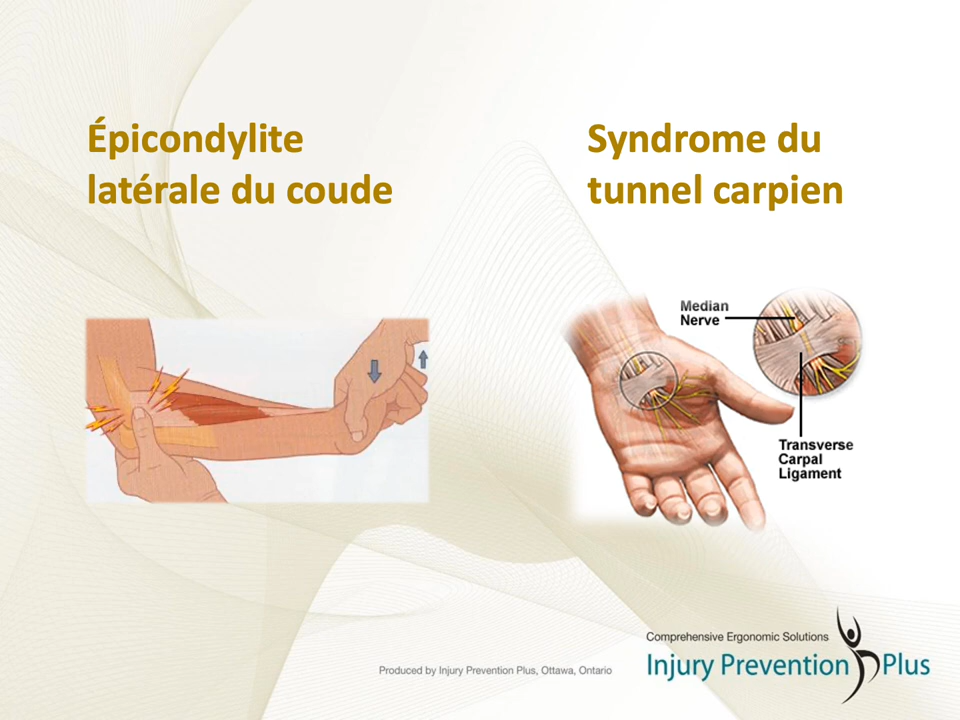 Épicondylite
latérale du coude
Syndrome du
tunnel carpien
Median
Nerve
Transverse
Carpal
Ligament
Comprehensive Ergonomic Solutions
Injury Prevention Plus
Produced by Injury Prevention Plus, Ottawa, Ontario